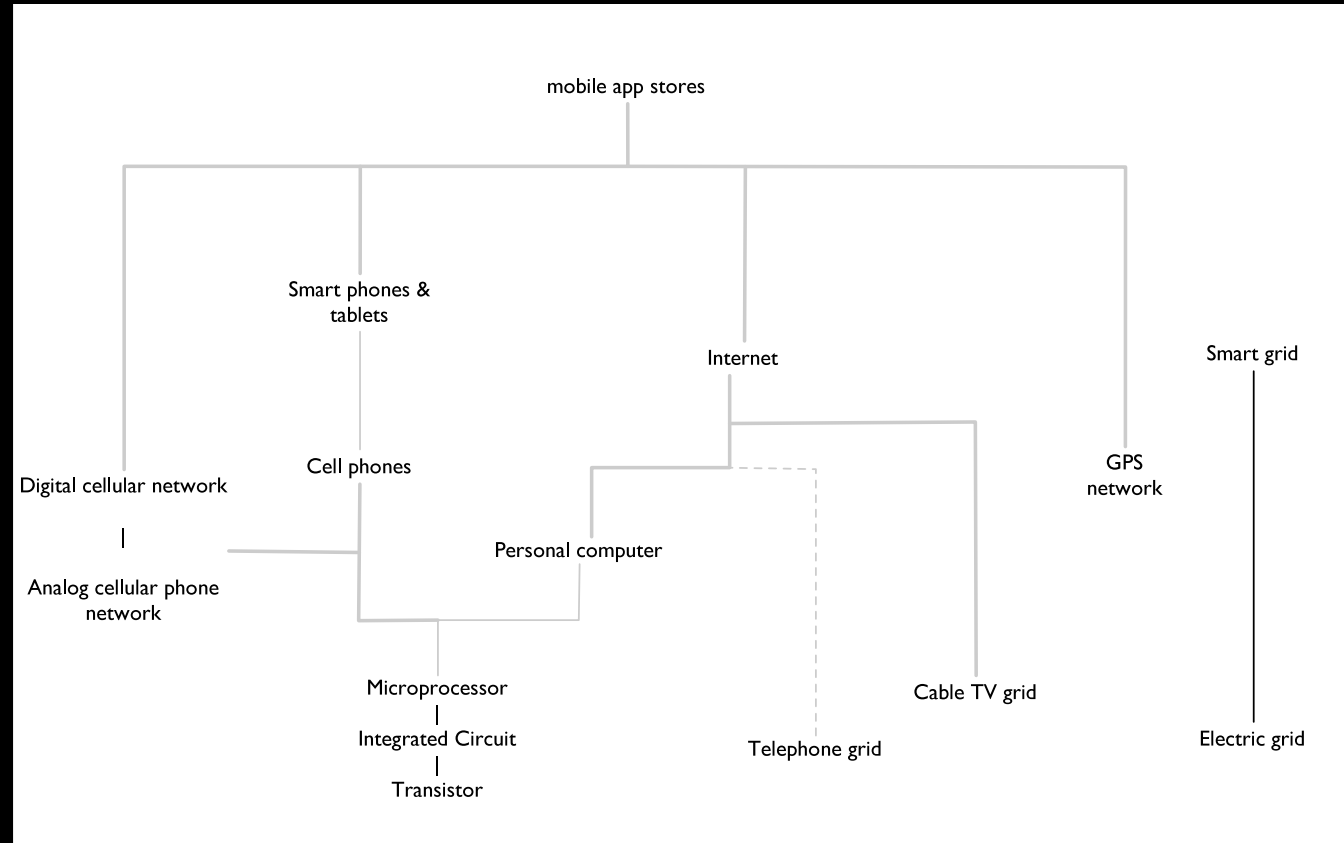 mobile app stores
Smart phones &
tablets
Internet
Smart grid
Cell phones
GPS
network
Digital cellular network
Personal computer
Analog cellular phone
network
Microprocessor
Cable TV grid
Integrated Circuit
Telephone grid
Electric grid
Transistor